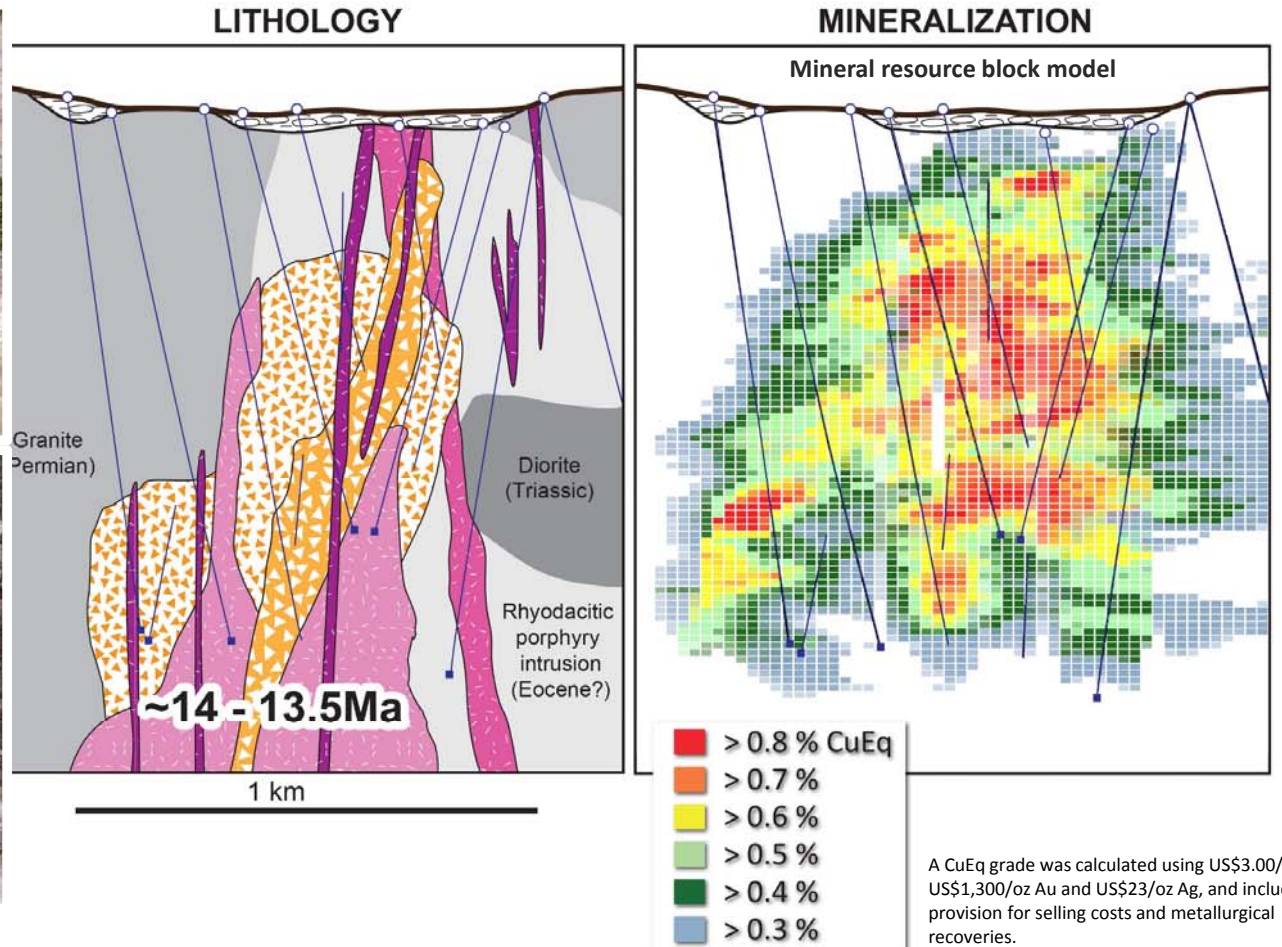 LITHOLOGY
Granite
Permian)
Diorite
(Triassic)
Rhyodacitic
porphyry
intrusion
(Eocene?)
~14 - 13.5Ma
1 km
MINERALIZATION
Mineral resource block model
> 0.8 % CuEq
> 0.7 %
> 0.6 %
> 0.5 %
> 0.4 %
> 0.3 %
A CuEq grade was calculated using US$3.00/
US$1,300/oz Au and US$23/oz Ag, and includ
provision for selling costs and metallurgical
recoveries.